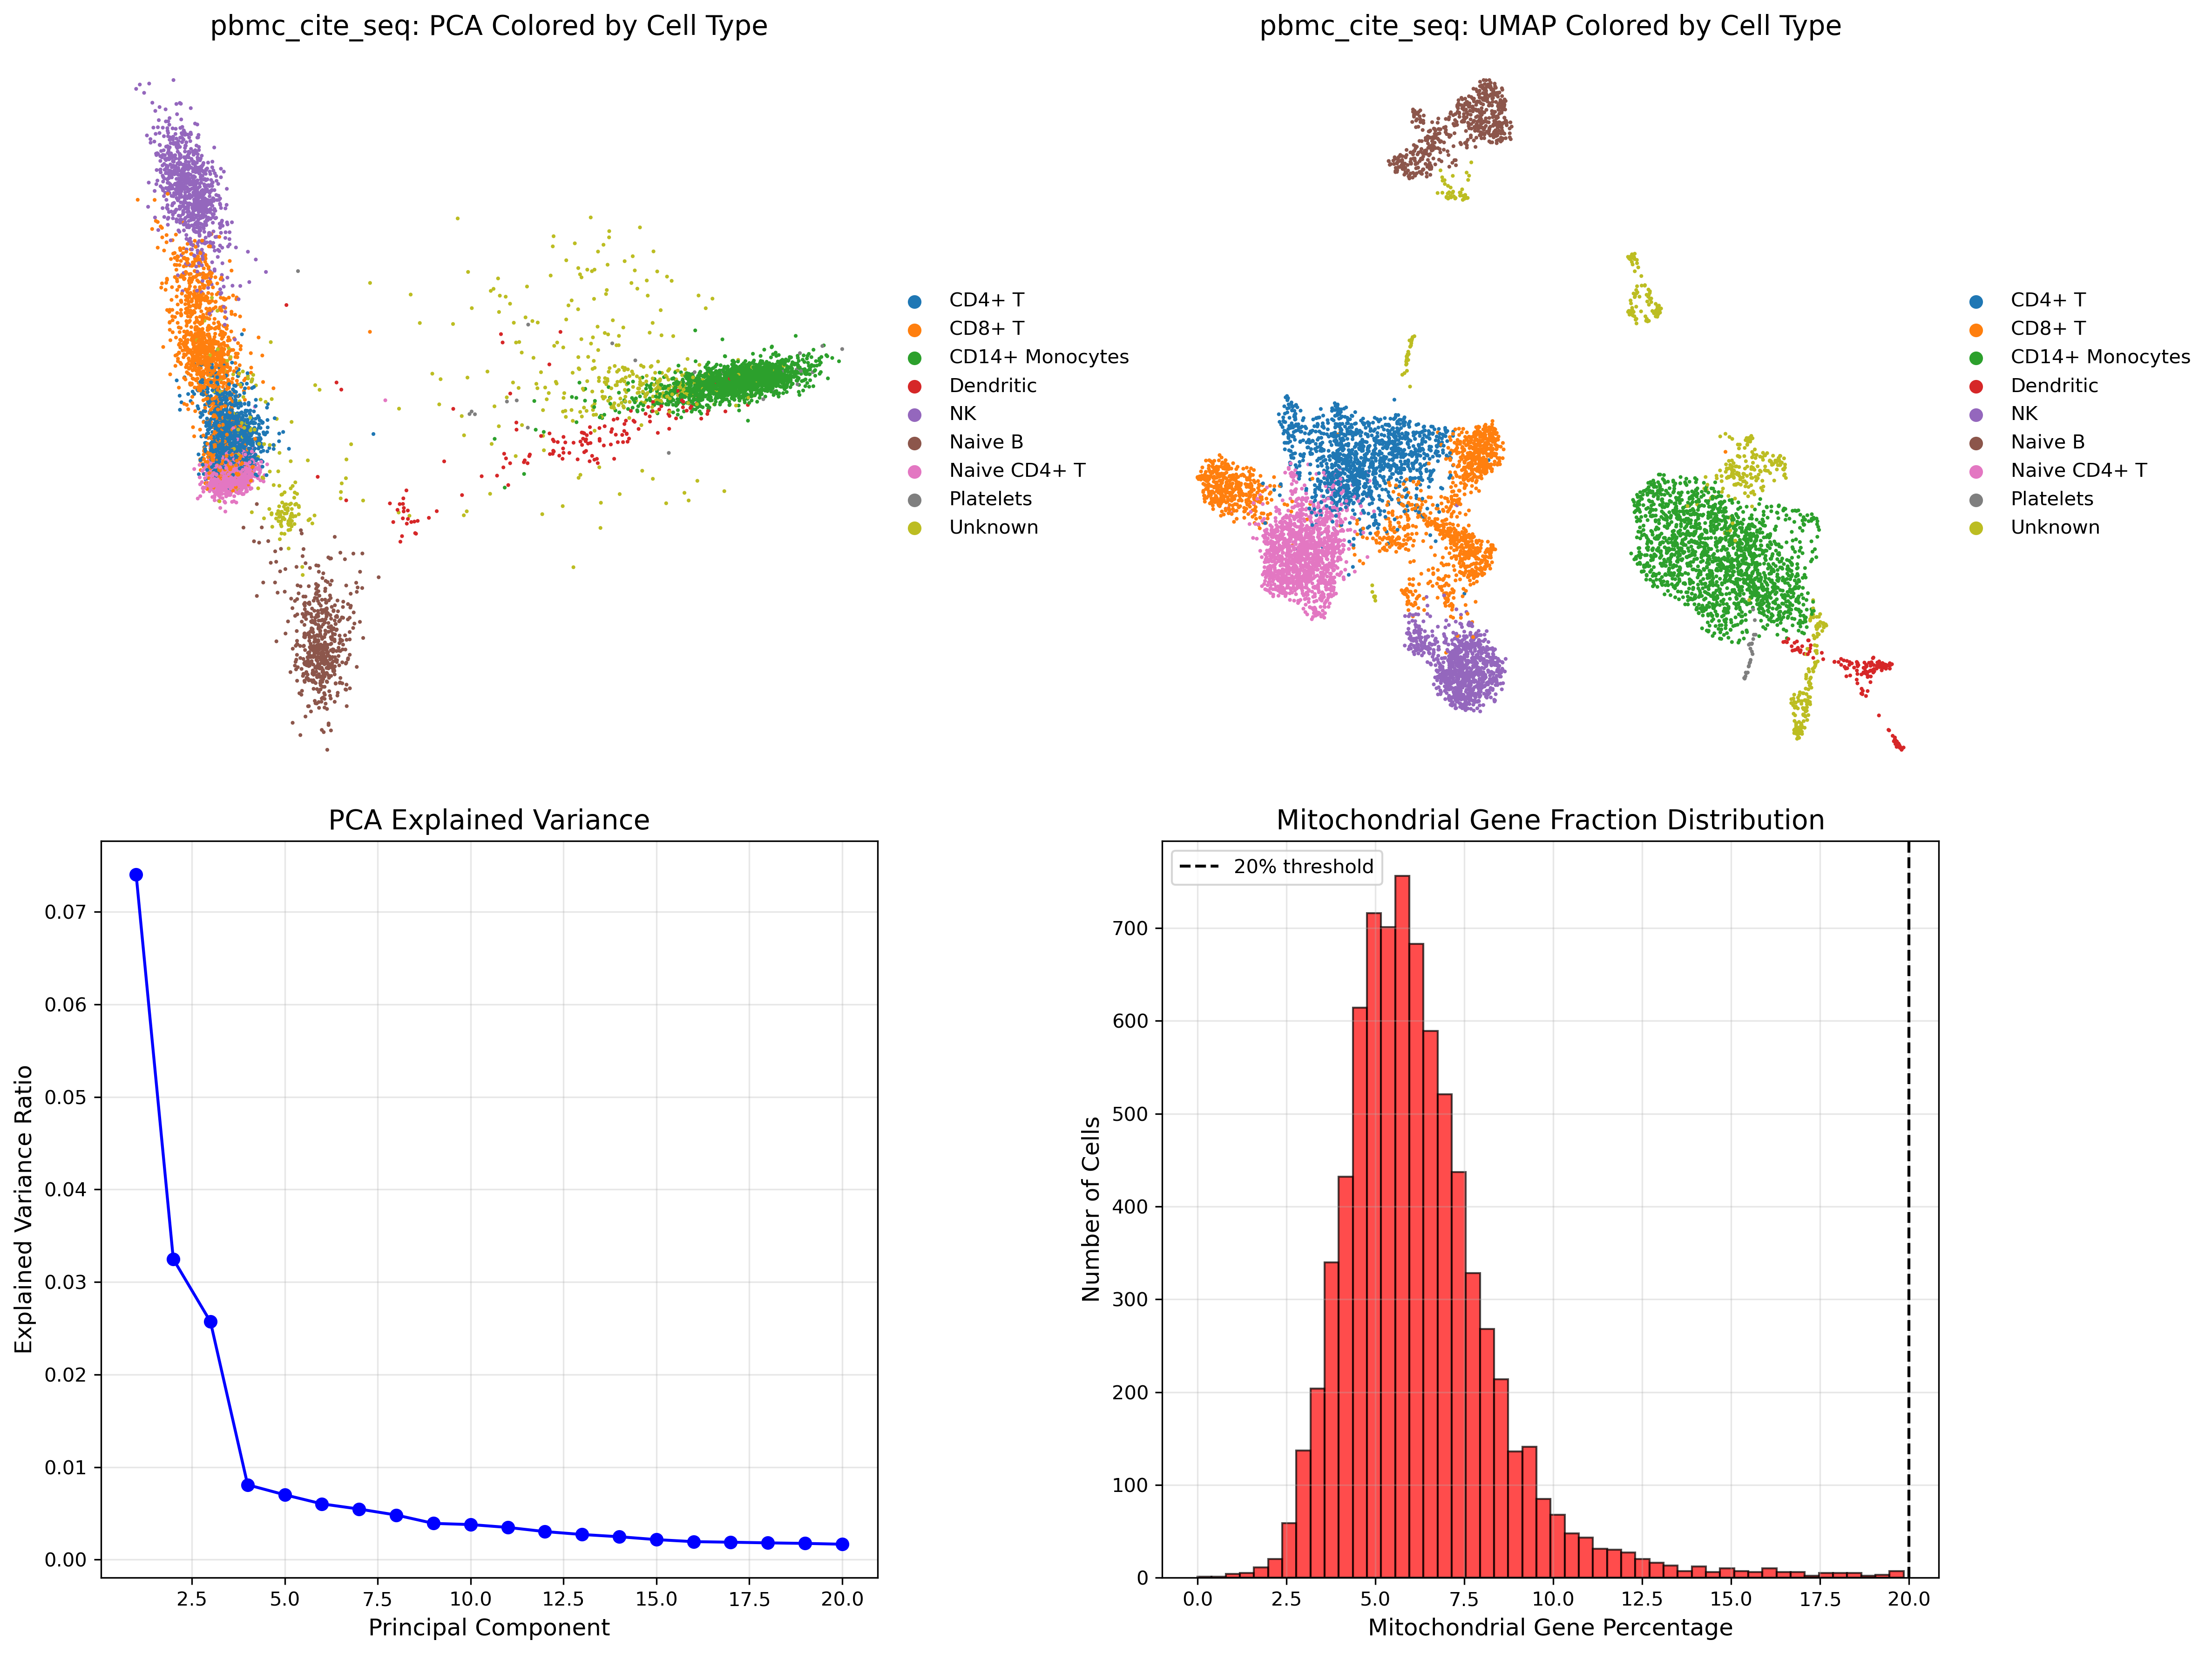 pbmc_cite_seq: PCA Colored by Cell Type
CD4+ T
CD8+ T
CD14+ Monocytes
Dendritic
NK
Naive B
Naive CD4+ T
Platelets
Unknown
pbmc_cite_seq: UMAP Colored by Cell Type
CD4+ T
CD8+ T
CD14+ Monocytes
Dendritic
NK
Naive B
Naive CD4+ T
Platelets
Unknown
PCA Explained Variance
Explained Variance Ratio
0.07
0.06
0.05
0.04
0.03
0.02
0.01
0.00
2.5 5.0 7.5 10.0 12.5 15.0 17.5 20.0
Principal Component
Mitochondrial Gene Fraction Distribution
20% threshold
Number of Cells
700
600
500
400
300
200
100
0
0.0 2.5 5.0 7.5 10.0 12.5 15.0 17.5 20.0
Mitochondrial Gene Percentage